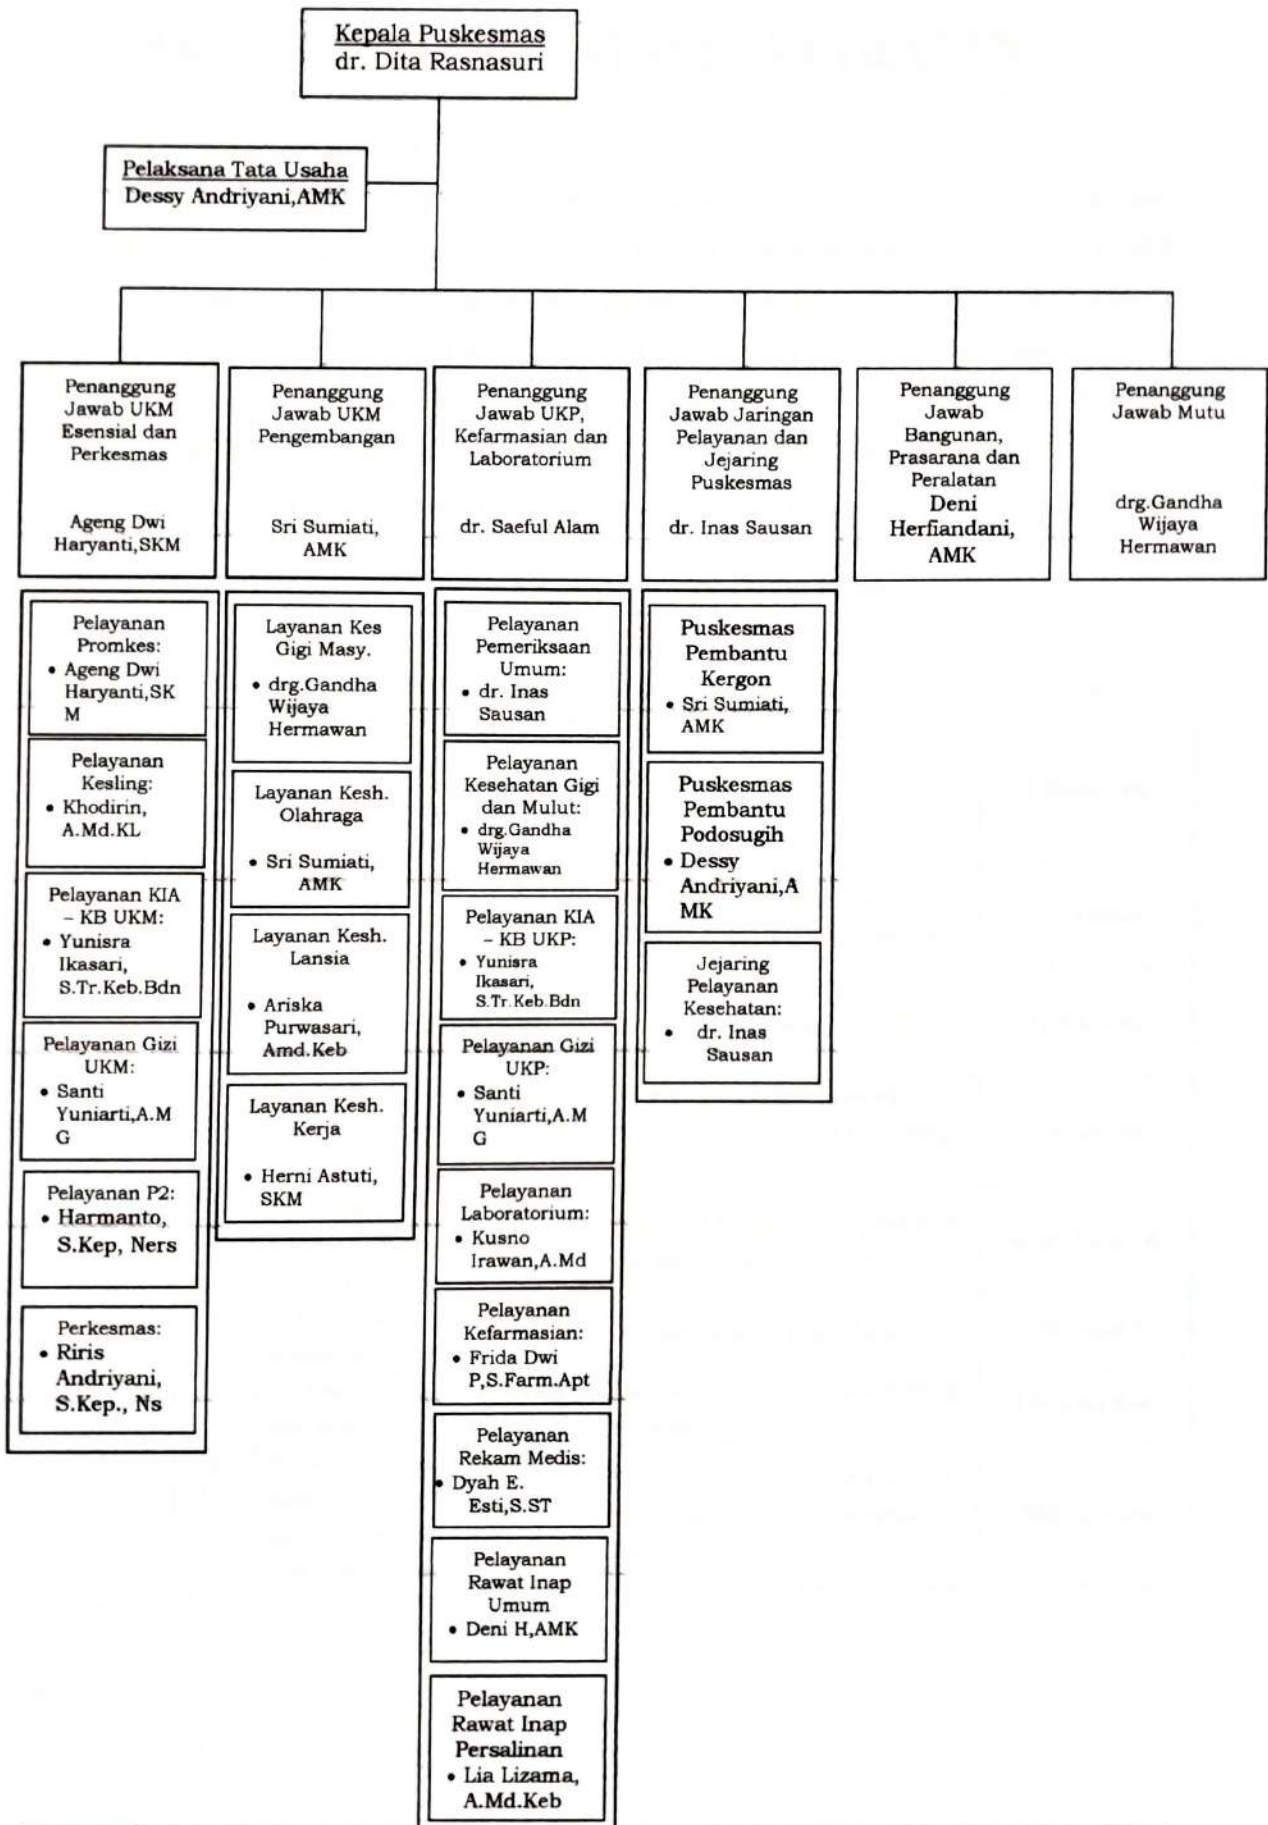 Kepala Puskesmas
dr. Dita Rasnasuri
Pelaksana Tata Usaha
Dessy Andriyani,AMK
Penanggung
Jawab UKM
Esensial dan
Perkesmas
Ageng Dwi
Haryanti,SKM
Penanggung
Jawab UKM
Pengembangan
Sri Sumiati,
AMK
Penanggung
Jawab UKP,
Kefarmasian dan
Laboratorium
dr. Saeful Alam
Penanggung
Jawab Jaringan
Pelayanan dan
Jejaring
Puskesmas
dr. Inas Sausan
Penanggung
Jawab
Bangunan,
Prasarana dan
Peralatan
Deni
Herfiandani,
AMK
Penanggung
Jawab Mutu
drg.Gandha
Wijaya
Hermawan
Pelayanan
Promkes:
• Ageng Dwi
Haryanti,SK
M
Pelayanan
Kesling:
• Khodirin,
A.Md.KL
Pelayanan KIA
– KB UKM:
• Yunisra
Ikasari,
S.Tr.Keb.Bdn
Pelayanan Gizi
UKM:
• Santi
Yuniarti,A.M
G
Pelayanan P2:
• Harmanto,
S.Kep, Ners
Perkesmas:
• Riris
Andriyani,
S.Kep., Ns
Layanan Kes
Gigi Masy.
• drg.Gandha
Wijaya
Hermawan
Layanan Kesh.
Olahraga
• Sri Sumiati,
AMK
Layanan Kesh.
Lansia
• Ariska
Purwasari,
Amd.Keb
Layanan Kesh.
Kerja
• Herni Astuti,
SKM
Pelayanan
Pemeriksaan
Umum:
• dr. Inas
Sausan
Pelayanan
Kesehatan Gigi
dan Mulut:
• drg.Gandha
Wijaya
Hermawan
Pelayanan KIA
– KB UKP:
• Yunisra
Ikasari,
S.Tr.Keb.Bdn
Pelayanan Gizi
UKP:
• Santi
Yuniarti,A.M
G
Pelayanan
Laboratorium:
• Kusno
Irawan,A.Md
Pelayanan
Kefarmasian:
• Frida Dwi
P,S.Farm.Apt
Pelayanan
Rekam Medis:
• Dyah E.
Esti,S.ST
Pelayanan
Rawat Inap
Umum
• Deni H,AMK
Pelayanan
Rawat Inap
Persalinan
• Lia Lizama,
A.Md.Keb
Puskesmas
Pembantu
Kergon
• Sri Sumiati,
AMK
Puskesmas
Pembantu
Podosugih
• Dessy
Andriyani,A
MK
Jejaring
Pelayanan
Kesehatan:
• dr. Inas
Sausan